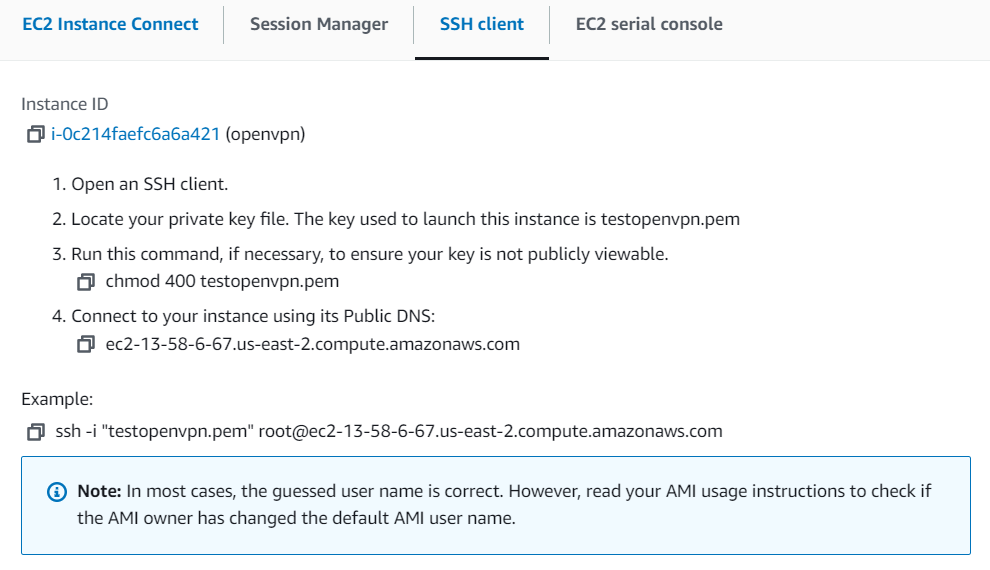 EC2 Instance Connect
Session Manager
SSH client
EC2 serial console
Instance ID
i-0c214faefc6a6a421 (openvpn)
1. Open an SSH client.
2. Locate your private key file. The key used to launch this instance is testopenvpn.pem
3. Run this command, if necessary, to ensure your key is not publicly viewable.
chmod 400 testopenvpn.pem
4. Connect to your instance using its Public DNS:
ec2-13-58-6-67.us-east-2.compute.amazonaws.com
Example:
ssh -i "testopenvpn.pem" root@ec2-13-58-6-67.us-east-2.compute.amazonaws.com
Note: In most cases, the guessed user name is correct. However, read your AMI usage instructions to check if
the AMI owner has changed the default AMI user name.